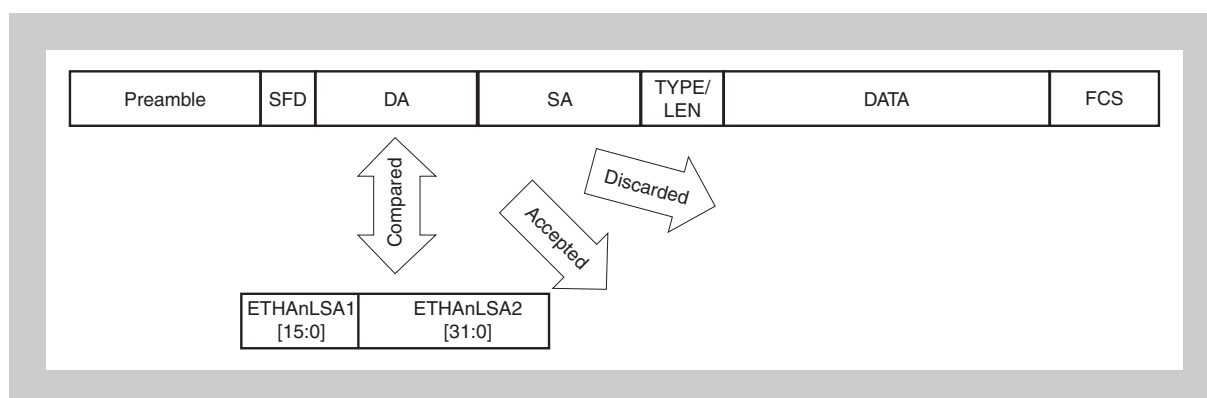 Preamble
SFD
DA
SA
TYPE/
LEN
DATA
FCS
Compared
Accepted
Discarded
ETHAnLSA1
[15:0]
ETHAnLSA2
[31:0]